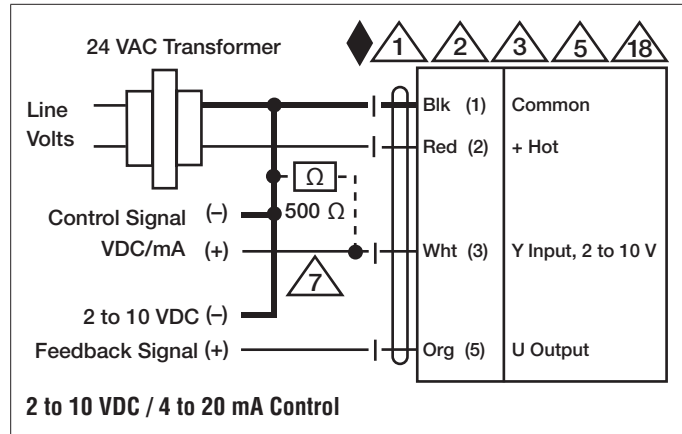 24 VAC Transformer
1 2 3 5 18
Line
Volts
Blk (1) Common
Red (2) + Hot
Ω
500 Ω
Control Signal (–)
VDC/mA (+)
Wht (3) Y Input, 2 to 10 V
7
2 to 10 VDC (–)
Feedback Signal (+)
Org (5) U Output
2 to 10 VDC / 4 to 20 mA Control